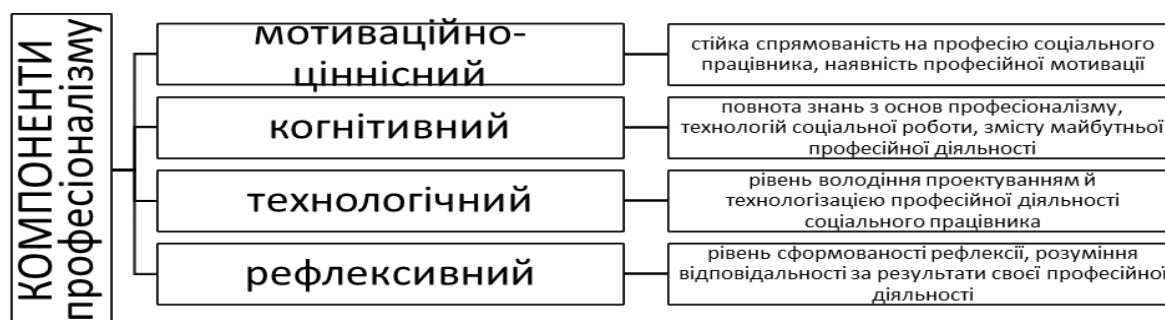 КОМПОНЕНТИ
професіоналізму
мотиваційно-
ціннісний
стійка спрямованість на професію соціального
працівника, наявність професійної мотивації
когнітивний
повнота знань з основ професіоналізму,
технологій соціальної роботи, змісту майбутньої
професійної діяльності
технологічний
рівень володіння проектуванням й
технологізацією професійної діяльності
соціального працівника
рефлексивний
рівень сформованості рефлексії, розуміння
відповідальності за результати своєї професійної
діяльності